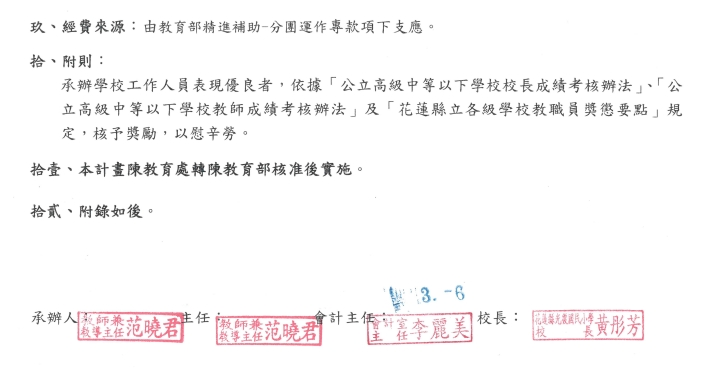 玖、經費來源：由教育部精進補助-分團運作專款項下支應。
拾、附則：
承辦學校工作人員表現優良者，依據「公立高級中等以下學校校長成績考核辦法」、「公
立高級中等以下學校教師成績考核辦法」及「花蓮縣立各級學校教職員獎懲要點」規
定，核予獎勵，以慰辛勞。
拾壹、本計畫陳教育處轉陳教育部核准後實施。
拾貳、附錄如後。
3.-6
承辦人： 主任： 會計主任： 校長：
教師兼教導主任 范曉君
教師兼教導主任 范曉君
會計室主任 李麗美
國民小學校長 黃彤芳